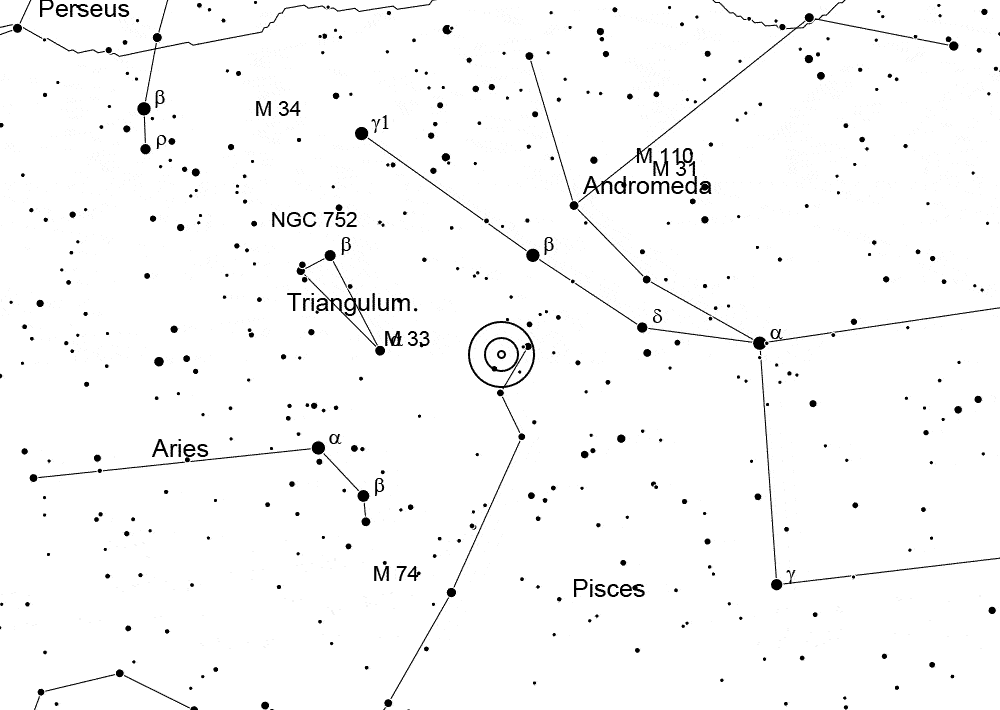 Perseus
β
M 34
γ1
ρ
M 110
M 31
Andromeda
NGC 752
β
β
Triangulum
δ
α
M 33
α
Aries
α
β
M 74
Pisces
γ